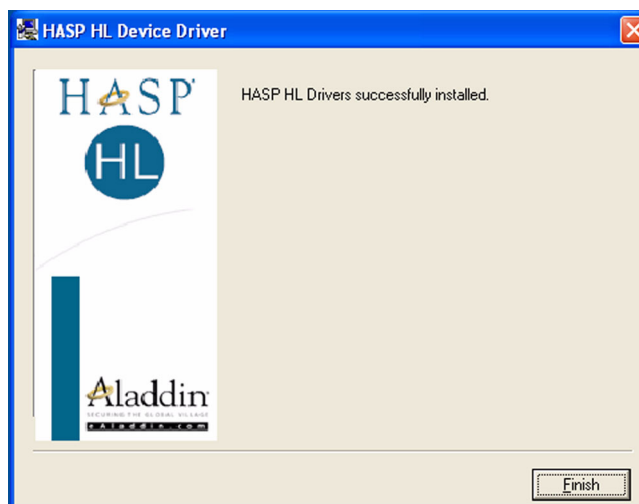 HASP HL Device Driver
HASP
HL
HASP HL Drivers successfully installed.
Aladdin
SECURING THE GLOBAL VILLAGE
eAladdin.com
Finish